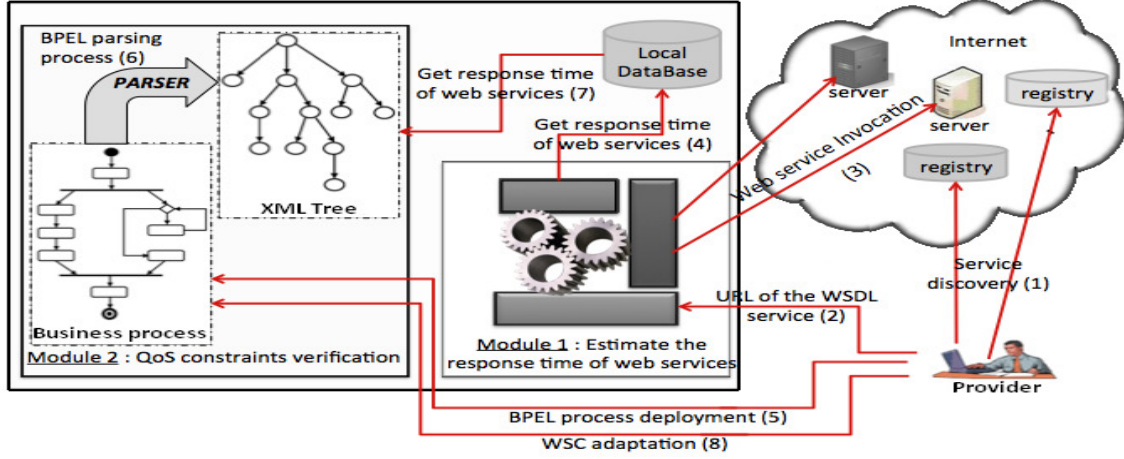 BPEL parsing
process (6)
PARSER
XML Tree
Business process
Module 2 : QoS constraints verification
Get response time
of web services (7)
Local
DataBase
Get response time
of web services (4)
Module 1 : Estimate the
response time of web services
Internet
server
server
registry
registry
Web service Invocation
(3)
Service
discovery (1)
URL of the WSDL
service (2)
Provider
BPEL process deployment (5)
WSC adaptation (8)